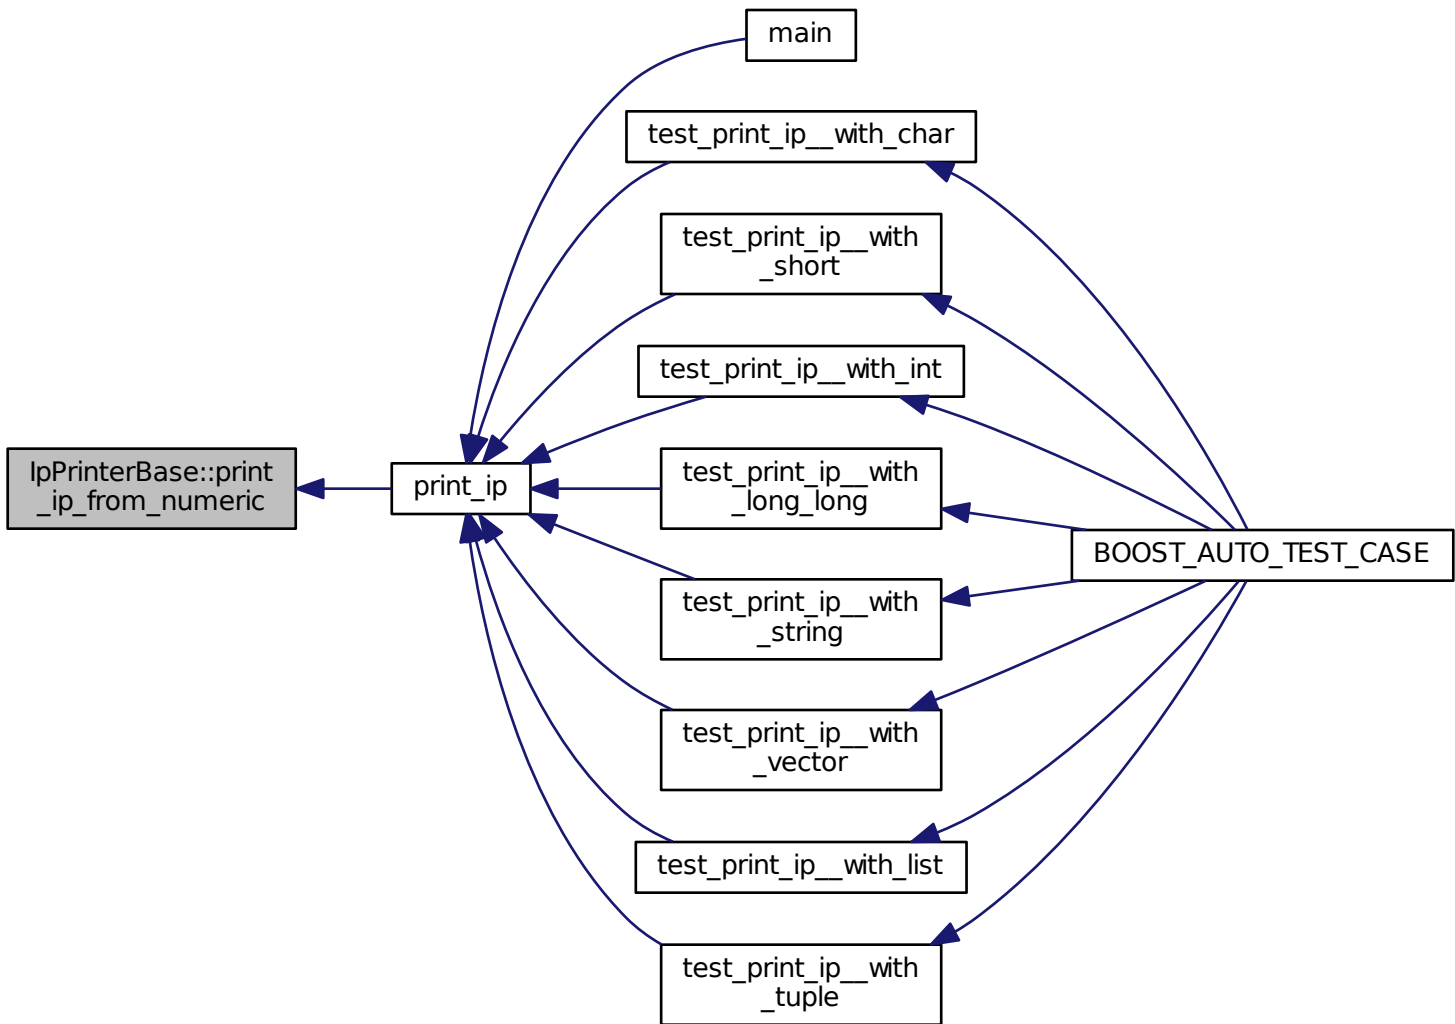 main
test_print_ip__with_char
test_print_ip__with
_short
test_print_ip__with_int
IpPrinterBase::print
_ip_from_numeric
print_ip
test_print_ip__with
_long_long
BOOST_AUTO_TEST_CASE
test_print_ip__with
_string
test_print_ip__with
_vector
test_print_ip__with_list
test_print_ip__with
_tuple